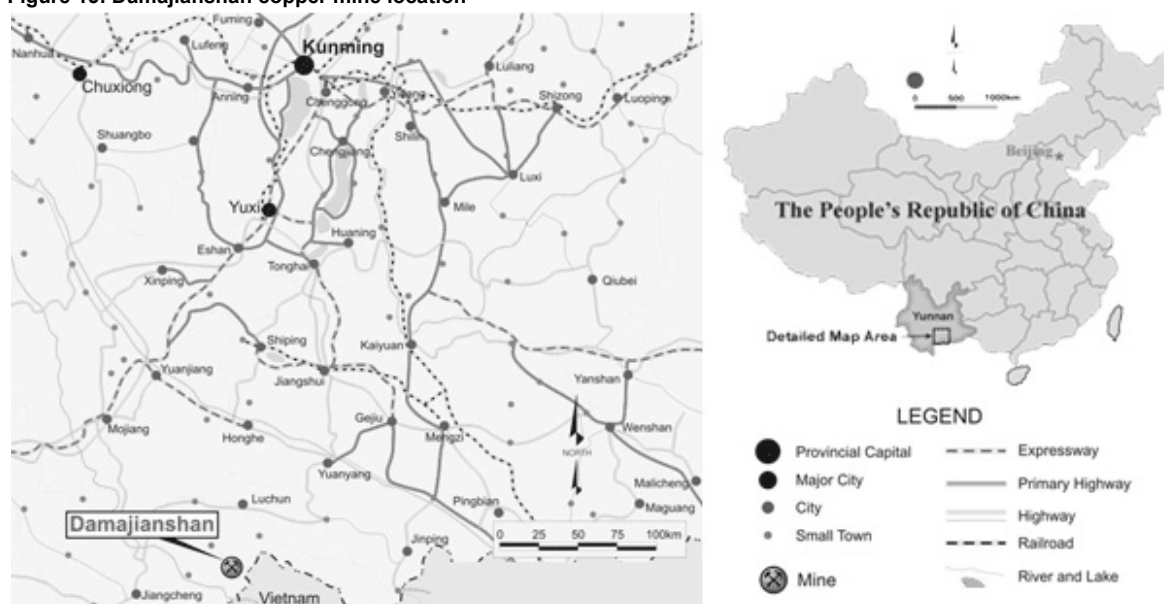 Figure 15: Damajianshan copper mine location
Fuming
Nanhua
Lufeng
Kunming
Luliang
Chuxiong
Anning
Chenggong
Yiliang
Shizong
Luoping
Shuangbo
Chengjiang
Shilin
Luxi
Yuxi
Mile
Eshan
Huaning
Tonghai
Xinping
Qiubei
Shiping
Kaiyuan
Yuanjiang
Jiangshui
Yanshan
Mojiang
Honghe
Gejiu
Mengzi
Wenshan
NORTH
Yuanyang
Malicheng
Luchun
Pingbian
Maguang
Damajianshan
0 25 50 75 100km
Jinping
Jiangcheng
Vietnam
0 500 1000km
Beijing
The People's Republic of China
Yunnan
Detailed Map Area
LEGEND
Provincial Capital
Major City
City
Small Town
Mine
Expressway
Primary Highway
Highway
Railroad
River and Lake